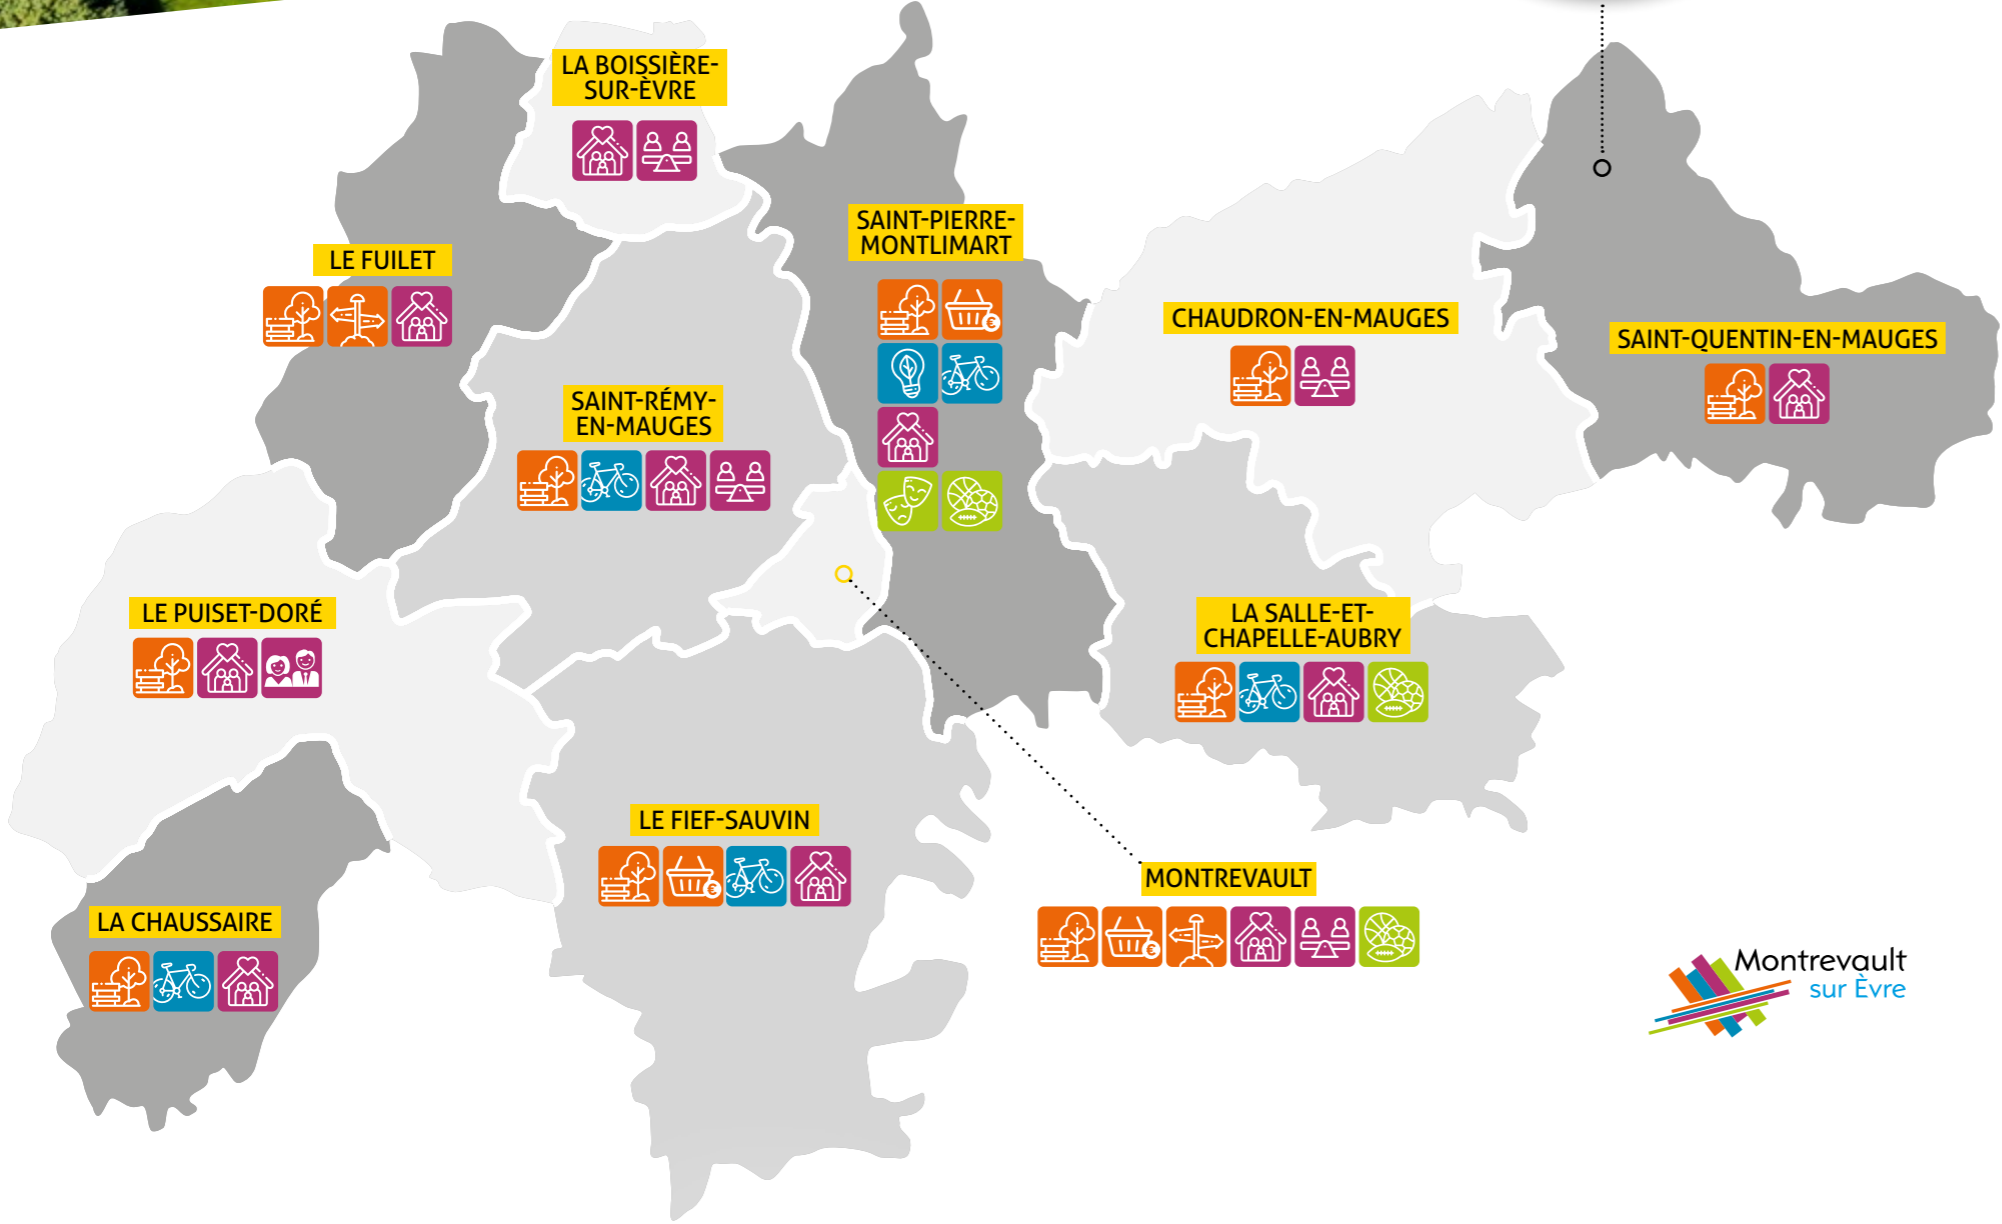 LA BOISSIÈRE-
SUR-ÈVRE
LE FUILET
SAINT-PIERRE-
MONTLIMART
€
CHAUDRON-EN-MAUGES
SAINT-QUENTIN-EN-MAUGES
SAINT-RÉMY-
EN-MAUGES
LE PUISET-DORÉ
LA SALLE-ET-
CHAPELLE-AUBRY
LE FIEF-SAUVIN
€
MONTREVAULT
€
LA CHAUSSAIRE
Montrevault
sur Èvre